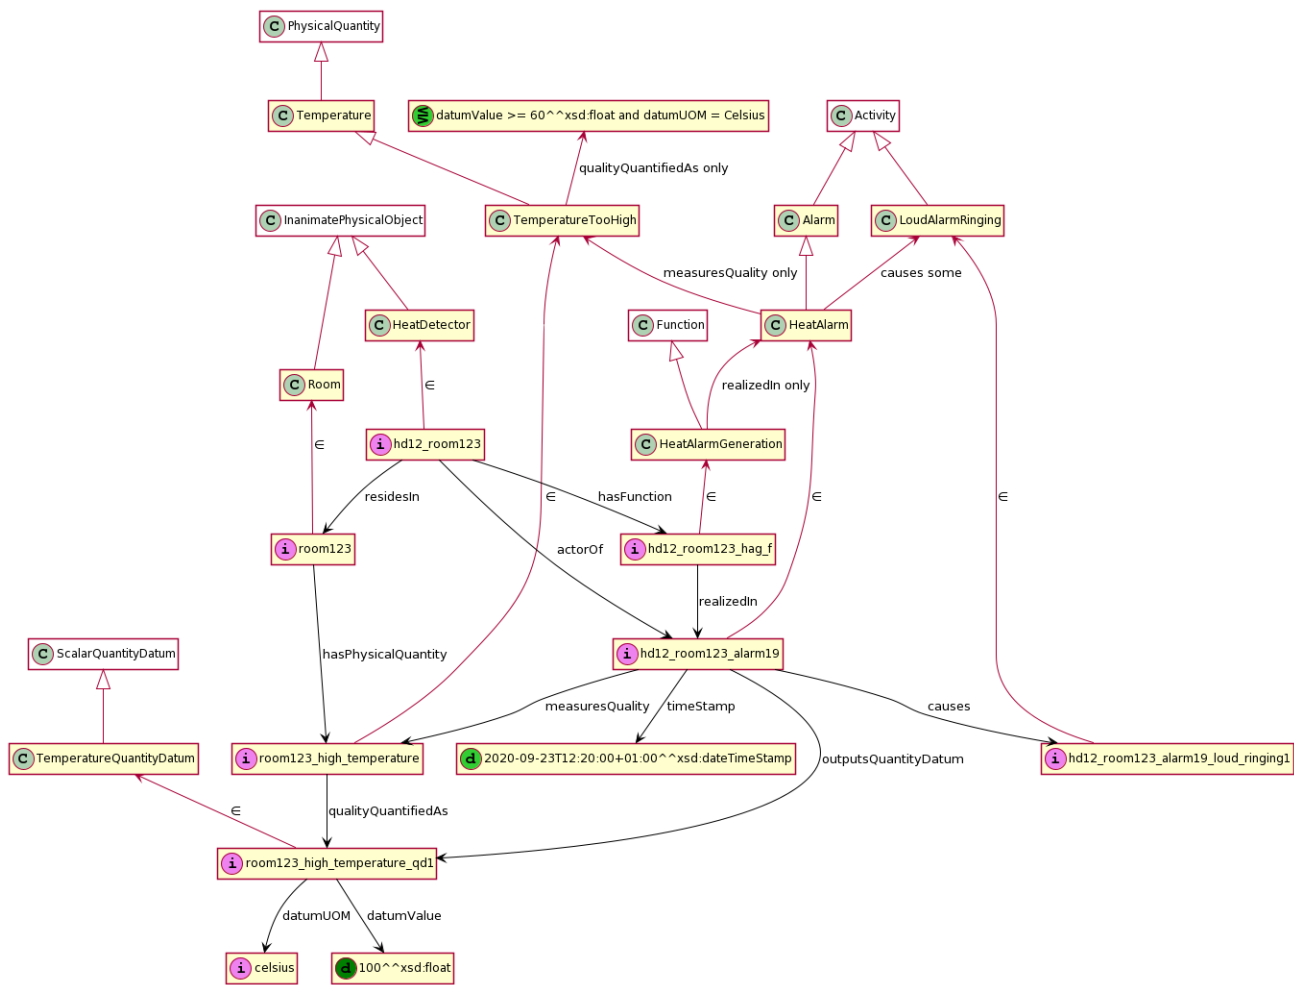 C PhysicalQuantity
C Temperature
W datumValue >= 60^^xsd:float and datumUOM = Celsius
C Activity
qualityQuantifiedAs only
C InanimatePhysicalObject
C TemperatureTooHigh
C Alarm
C LoudAlarmRinging
measuresQuality only
causes some
C HeatDetector
C Function
C HeatAlarm
C Room
∈
realizedIn only
i hd12_room123
C HeatAlarmGeneration
∈
residesIn
hasFunction
∈
∈
∈
∈
i room123
actorOf
i hd12_room123_hag_f
realizedIn
C ScalarQuantityDatum
hasPhysicalQuantity
i hd12_room123_alarm19
measuresQuality
timeStamp
causes
C TemperatureQuantityDatum
i room123_high_temperature
d 2020-09-23T12:20:00+01:00^^xsd:dateTimeStamp
outputsQuantityDatum
i hd12_room123_alarm19_loud_ringing1
∈
qualityQuantifiedAs
i room123_high_temperature_qd1
datumUOM
datumValue
i celsius
d 100^^xsd:float